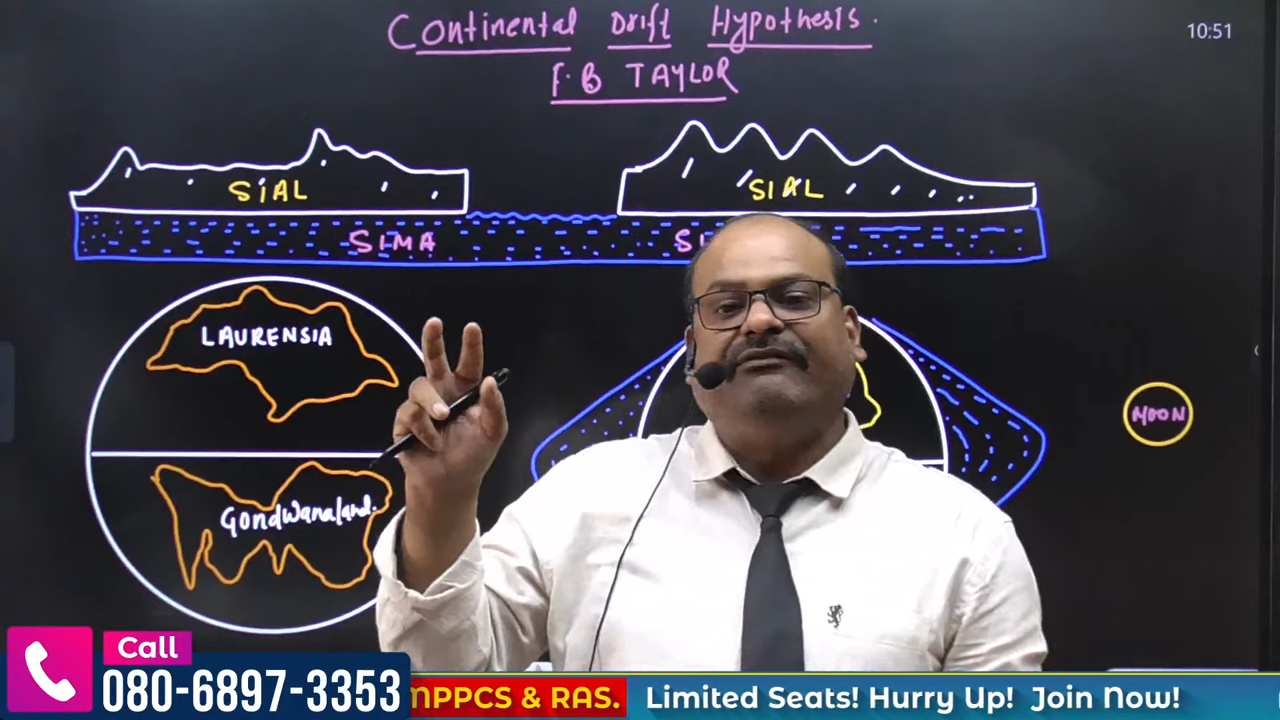 Continental Drift Hypothesis.
10:51
F.B TAYLOR
SIAL
SIAL
SIMA
LAURENSIA
MOON
Gondwanaland.
Call
080-6897-3353
MPPCS & RAS.
Limited Seats! Hurry Up! Join Now!